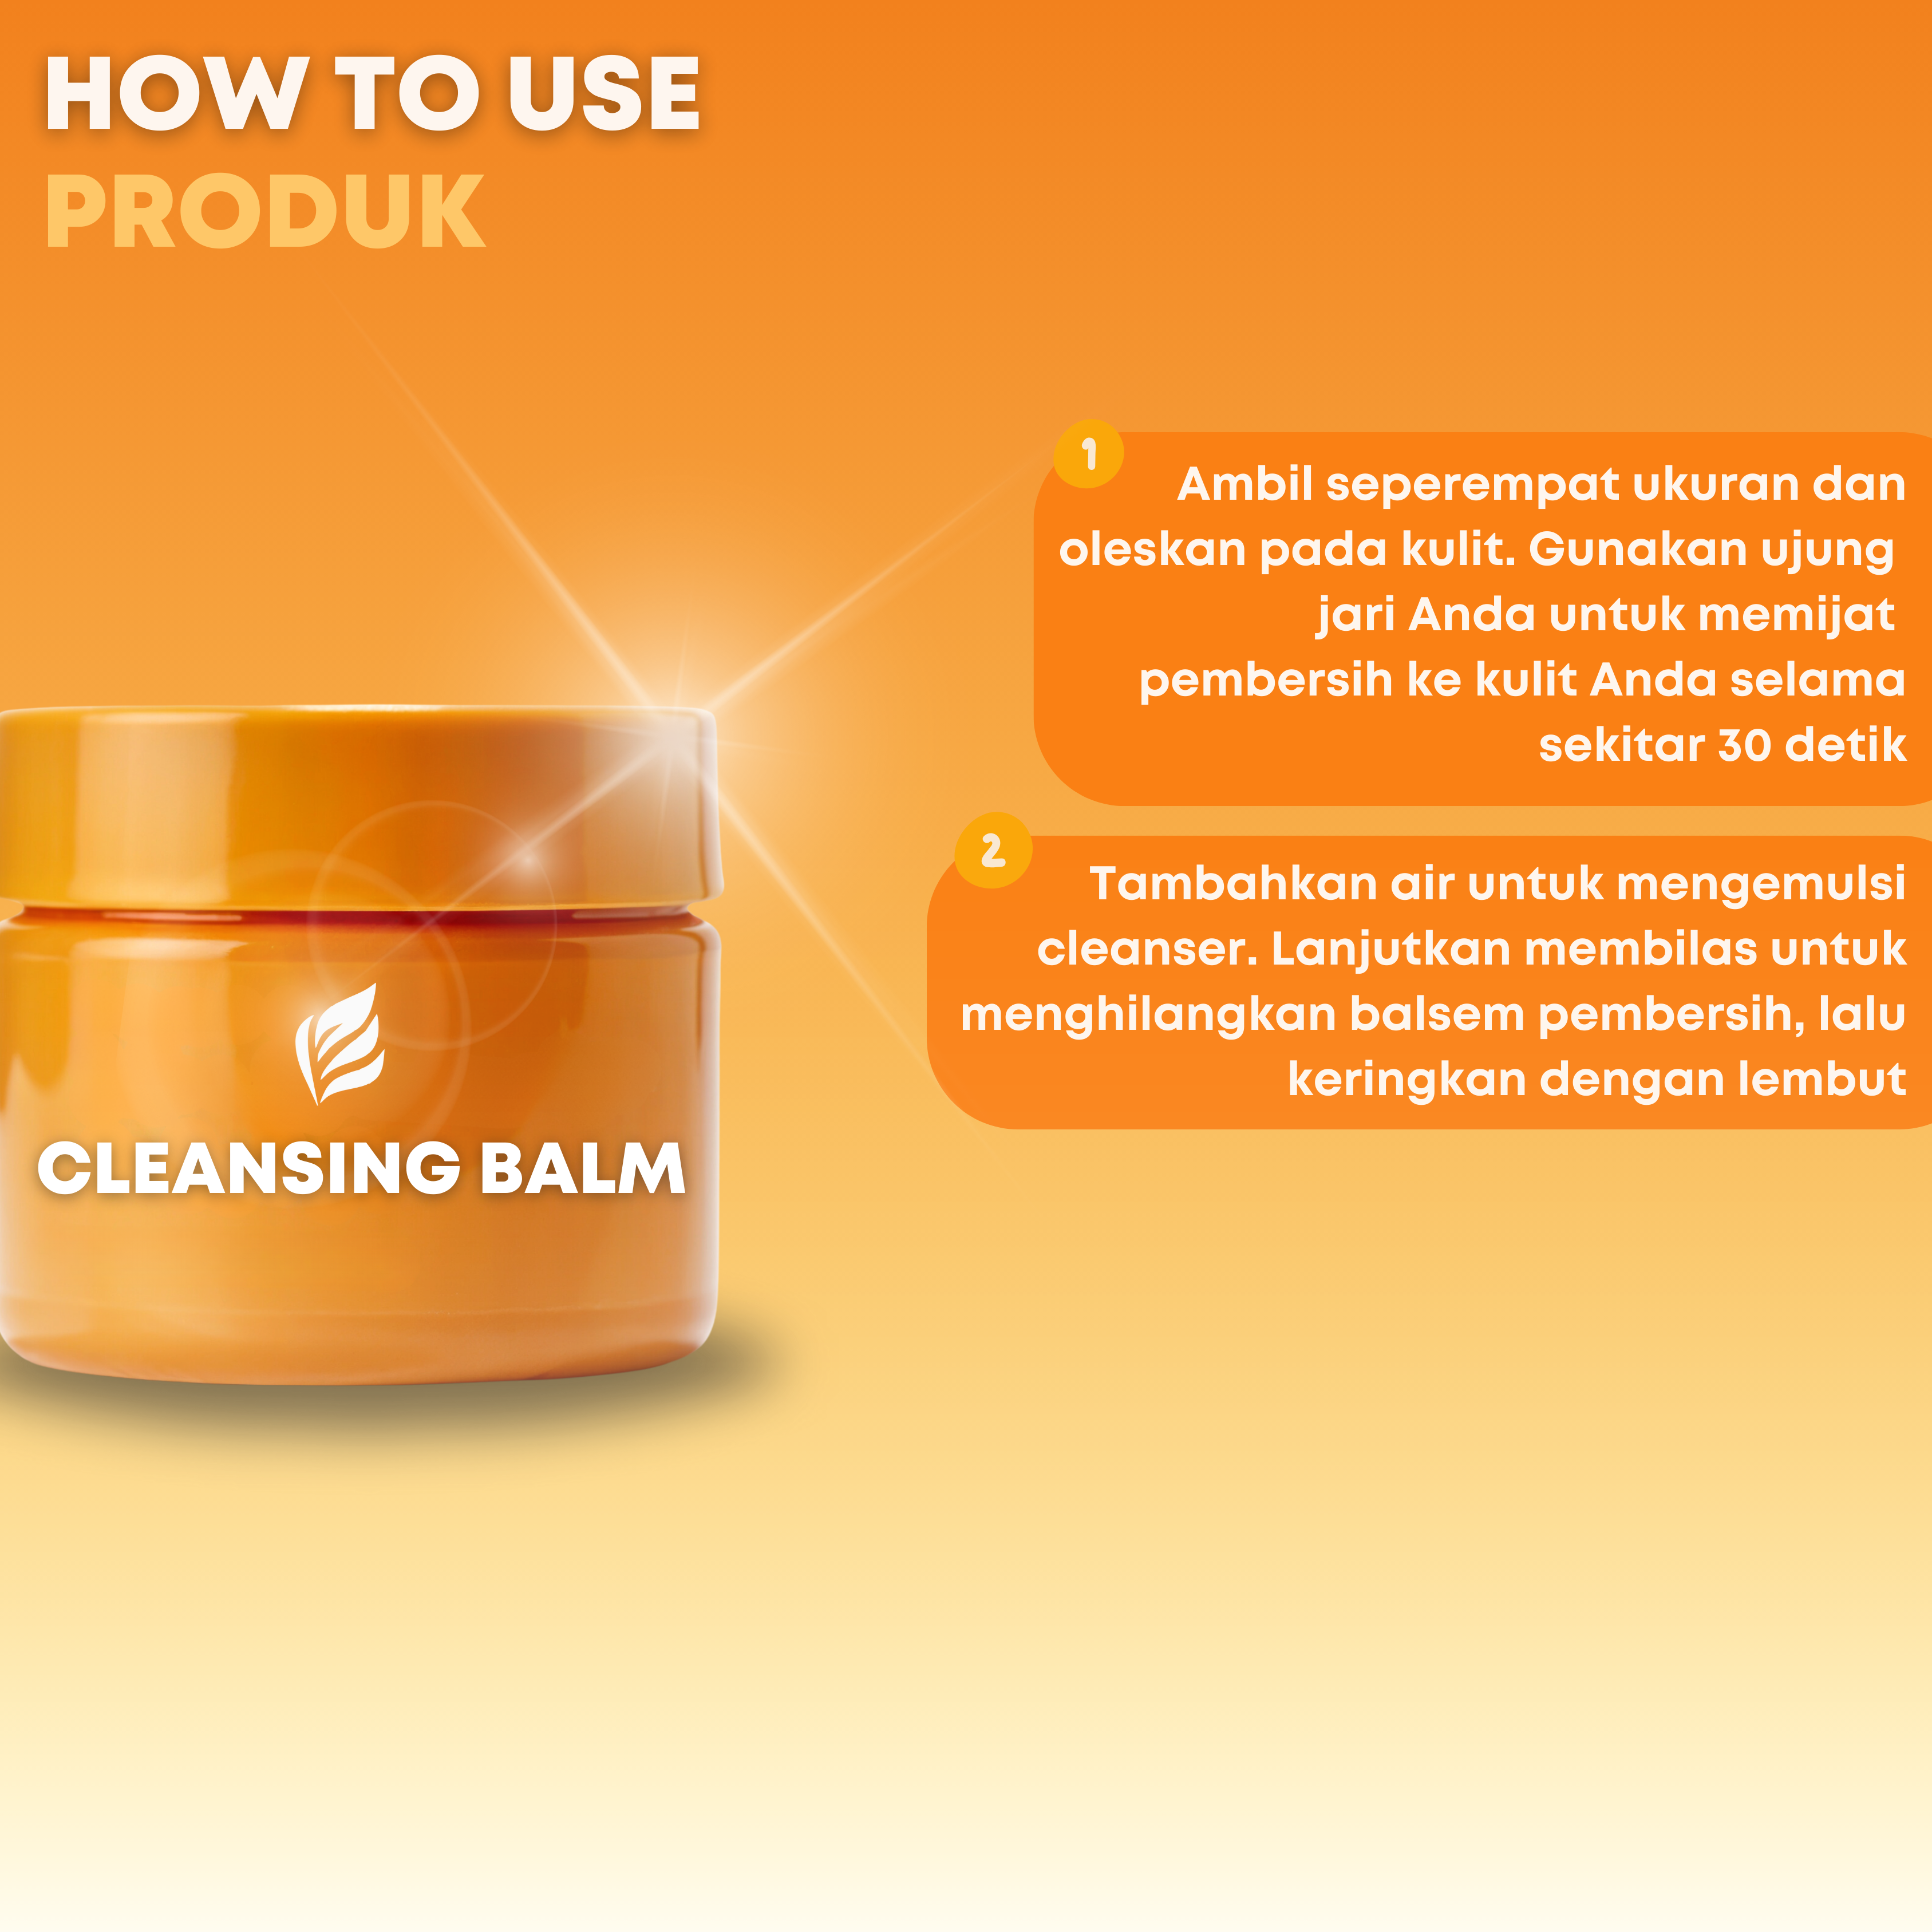 HOW TO USE
PRODUK
1
Ambil seperempat ukuran dan
oleskan pada kulit. Gunakan ujung
jari Anda untuk memijat
pembersih ke kulit Anda selama
sekitar 30 detik
2
Tambahkan air untuk mengemulsi
cleanser. Lanjutkan membilas untuk
menghilangkan balsem pembersih, lalu
keringkan dengan lembut
CLEANSING BALM